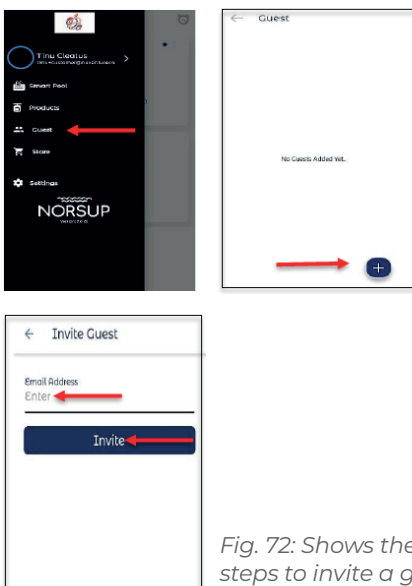 Tinu Cleatus
Smart Pool
Products
Guest
Store
Settings
NORSUP
← Guest
No Guests Added Yet.
+
← Invite Guest
Email Address
Enter
Invite
Fig. 72: Shows the
steps to invite a g